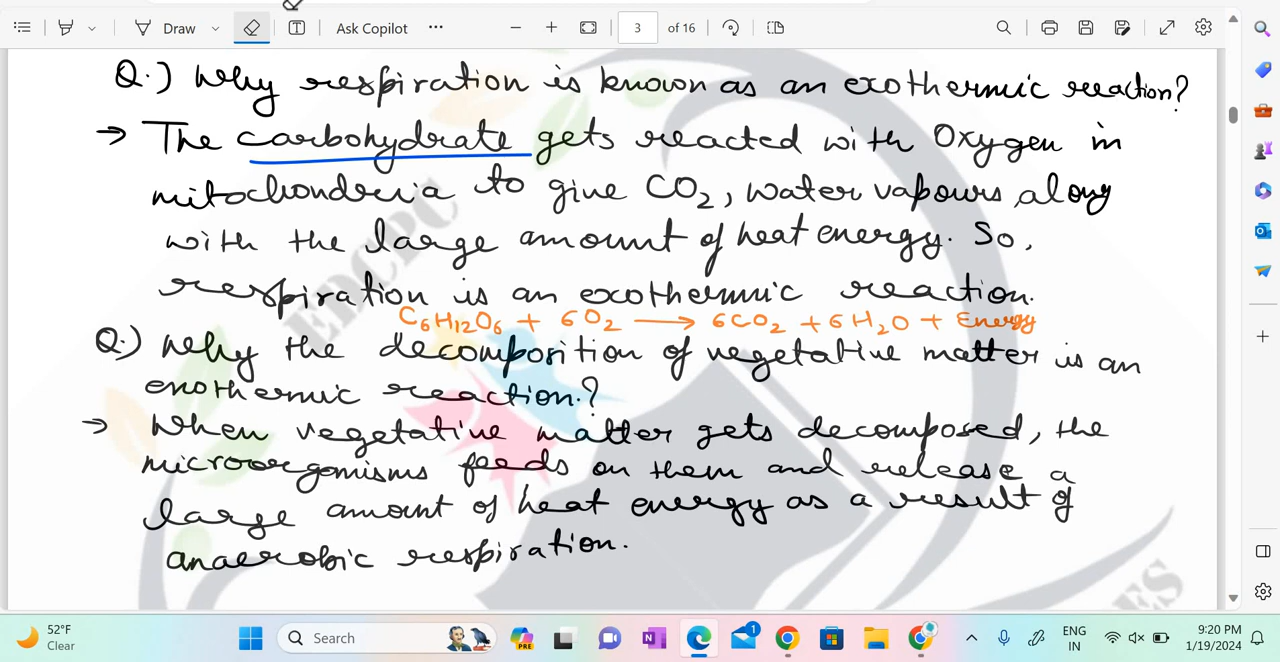 Draw
Ask Copilot
3 of 16
Q.) Why respiration is known as an exothermic reaction?
→ The carbohydrate gets reacted with Oxygen in
mitochondria to give CO₂, water vapours, along
with the large amount of heat energy. So,
respiration is an exothermic reaction.
C₆H₁₂O₆ + 6O₂ → 6CO₂ + 6H₂O + Energy
Q.) Why the decomposition of vegetative matter is an
exothermic reaction.?
→ When vegetative matter gets decomposed, the
microorganisms feeds on them and release a
large amount of heat energy as a result of
anaerobic respiration.
EDCPC
ES
52°F
Clear
Search
PRE
1
ENG
IN
9:20 PM
1/19/2024